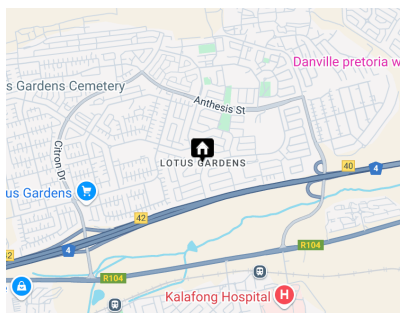 Danville pretoria w
s Gardens Cemetery
Anthesis St
Citron Dr
LOTUS GARDENS
40
4
us Gardens
42
52
4
R104
R104
Kalafong Hospital
H